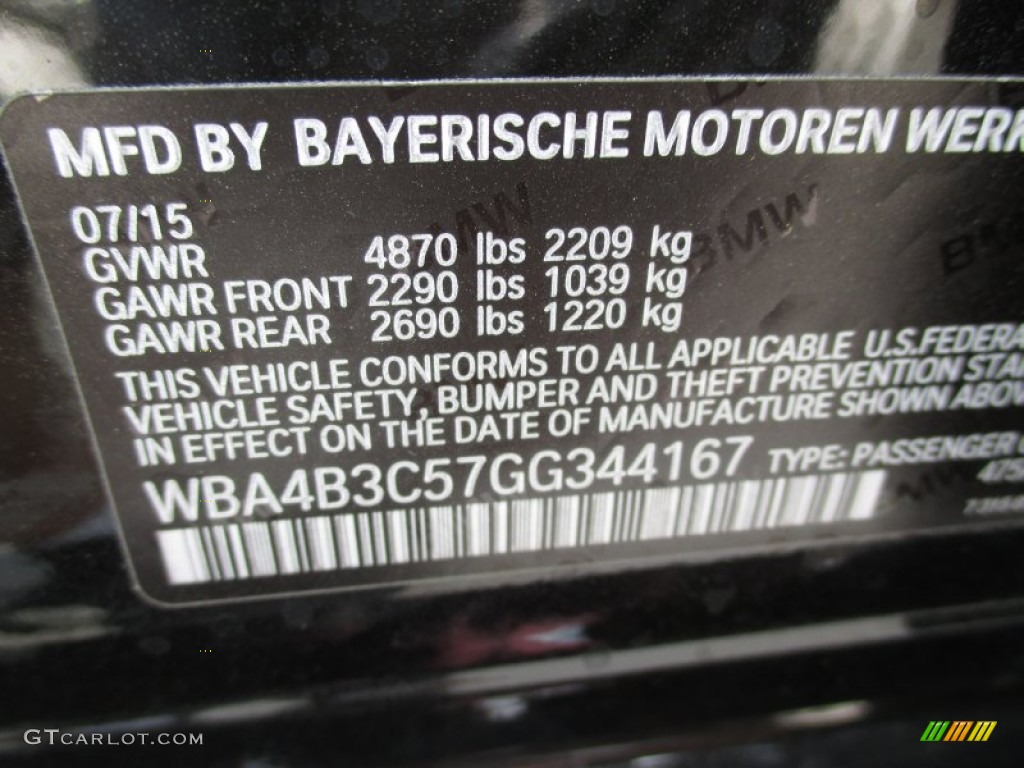 MFD BY BAYERISCHE MOTOREN WERK
07/15
GVWR 4870 lbs 2209 kg
GAWR FRONT 2290 lbs 1039 kg
GAWR REAR 2690 lbs 1220 kg
THIS VEHICLE CONFORMS TO ALL APPLICABLE U.S.FEDERA
VEHICLE SAFETY, BUMPER AND THEFT PREVENTION STA
IN EFFECT ON THE DATE OF MANUFACTURE SHOWN ABOV
WBA4B3C57GG344167 TYPE: PASSENGER
BMW BMW
GTCARLOT.COM